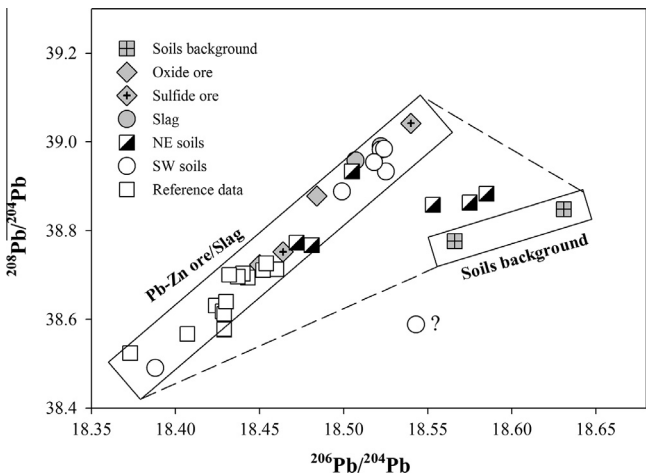 39.2
39.0
38.8
38.6
38.4
²⁰⁸Pb/²⁰⁴Pb
Soils background
Oxide ore
Sulfide ore
Slag
NE soils
SW soils
Reference data
Pb-Zn ore/Slag
Soils background
?
18.35 18.40 18.45 18.50 18.55 18.60 18.65
²⁰⁶Pb/²⁰⁴Pb